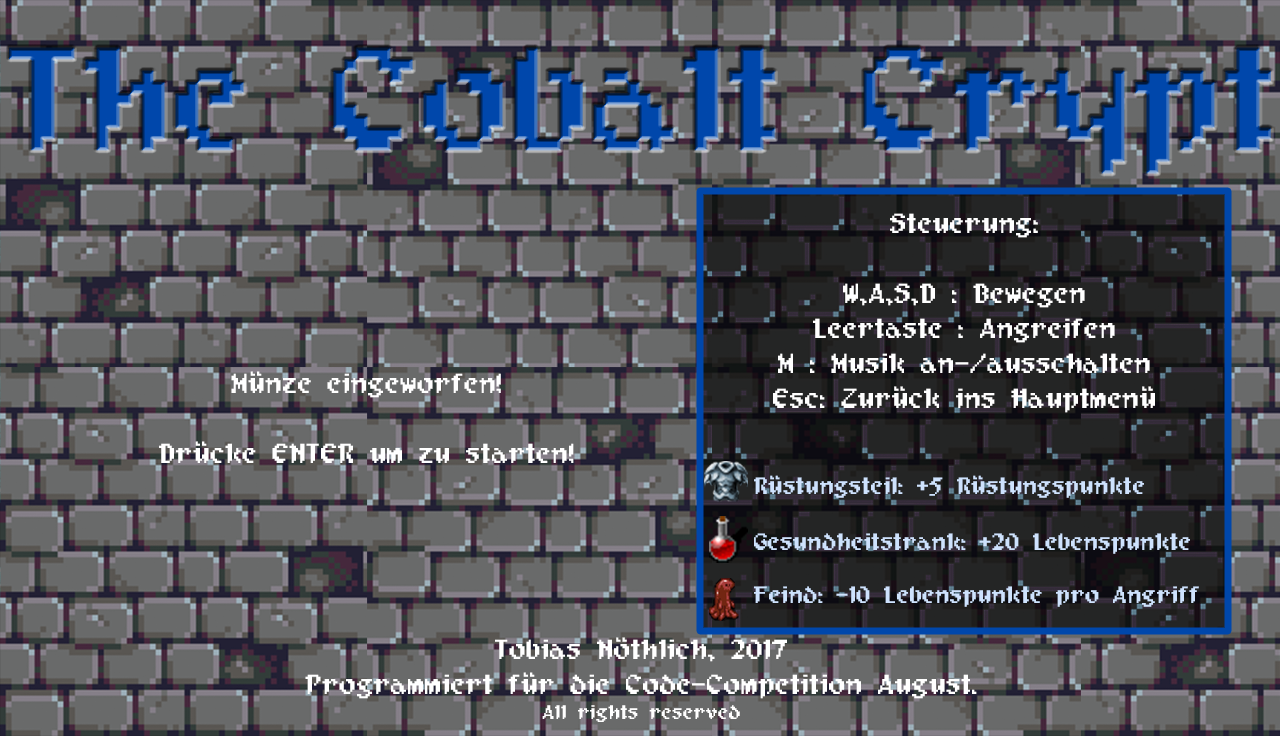 The Cobalt Crypt
Münze eingeworfen!
Drücke ENTER um zu starten!
Steuerung:
W,A,S,D : Bewegen
Leertaste : Angreifen
M : Musik an-/ausschalten
Esc: Zurück ins Hauptmenü
Rüstungsteil: +5 Rüstungspunkte
Gesundheitstrank: +20 Lebenspunkte
Feind: -10 Lebenspunkte pro Angriff
Tobias Nöthlich, 2017
Programmiert für die Code-Competition August.
All rights reserved